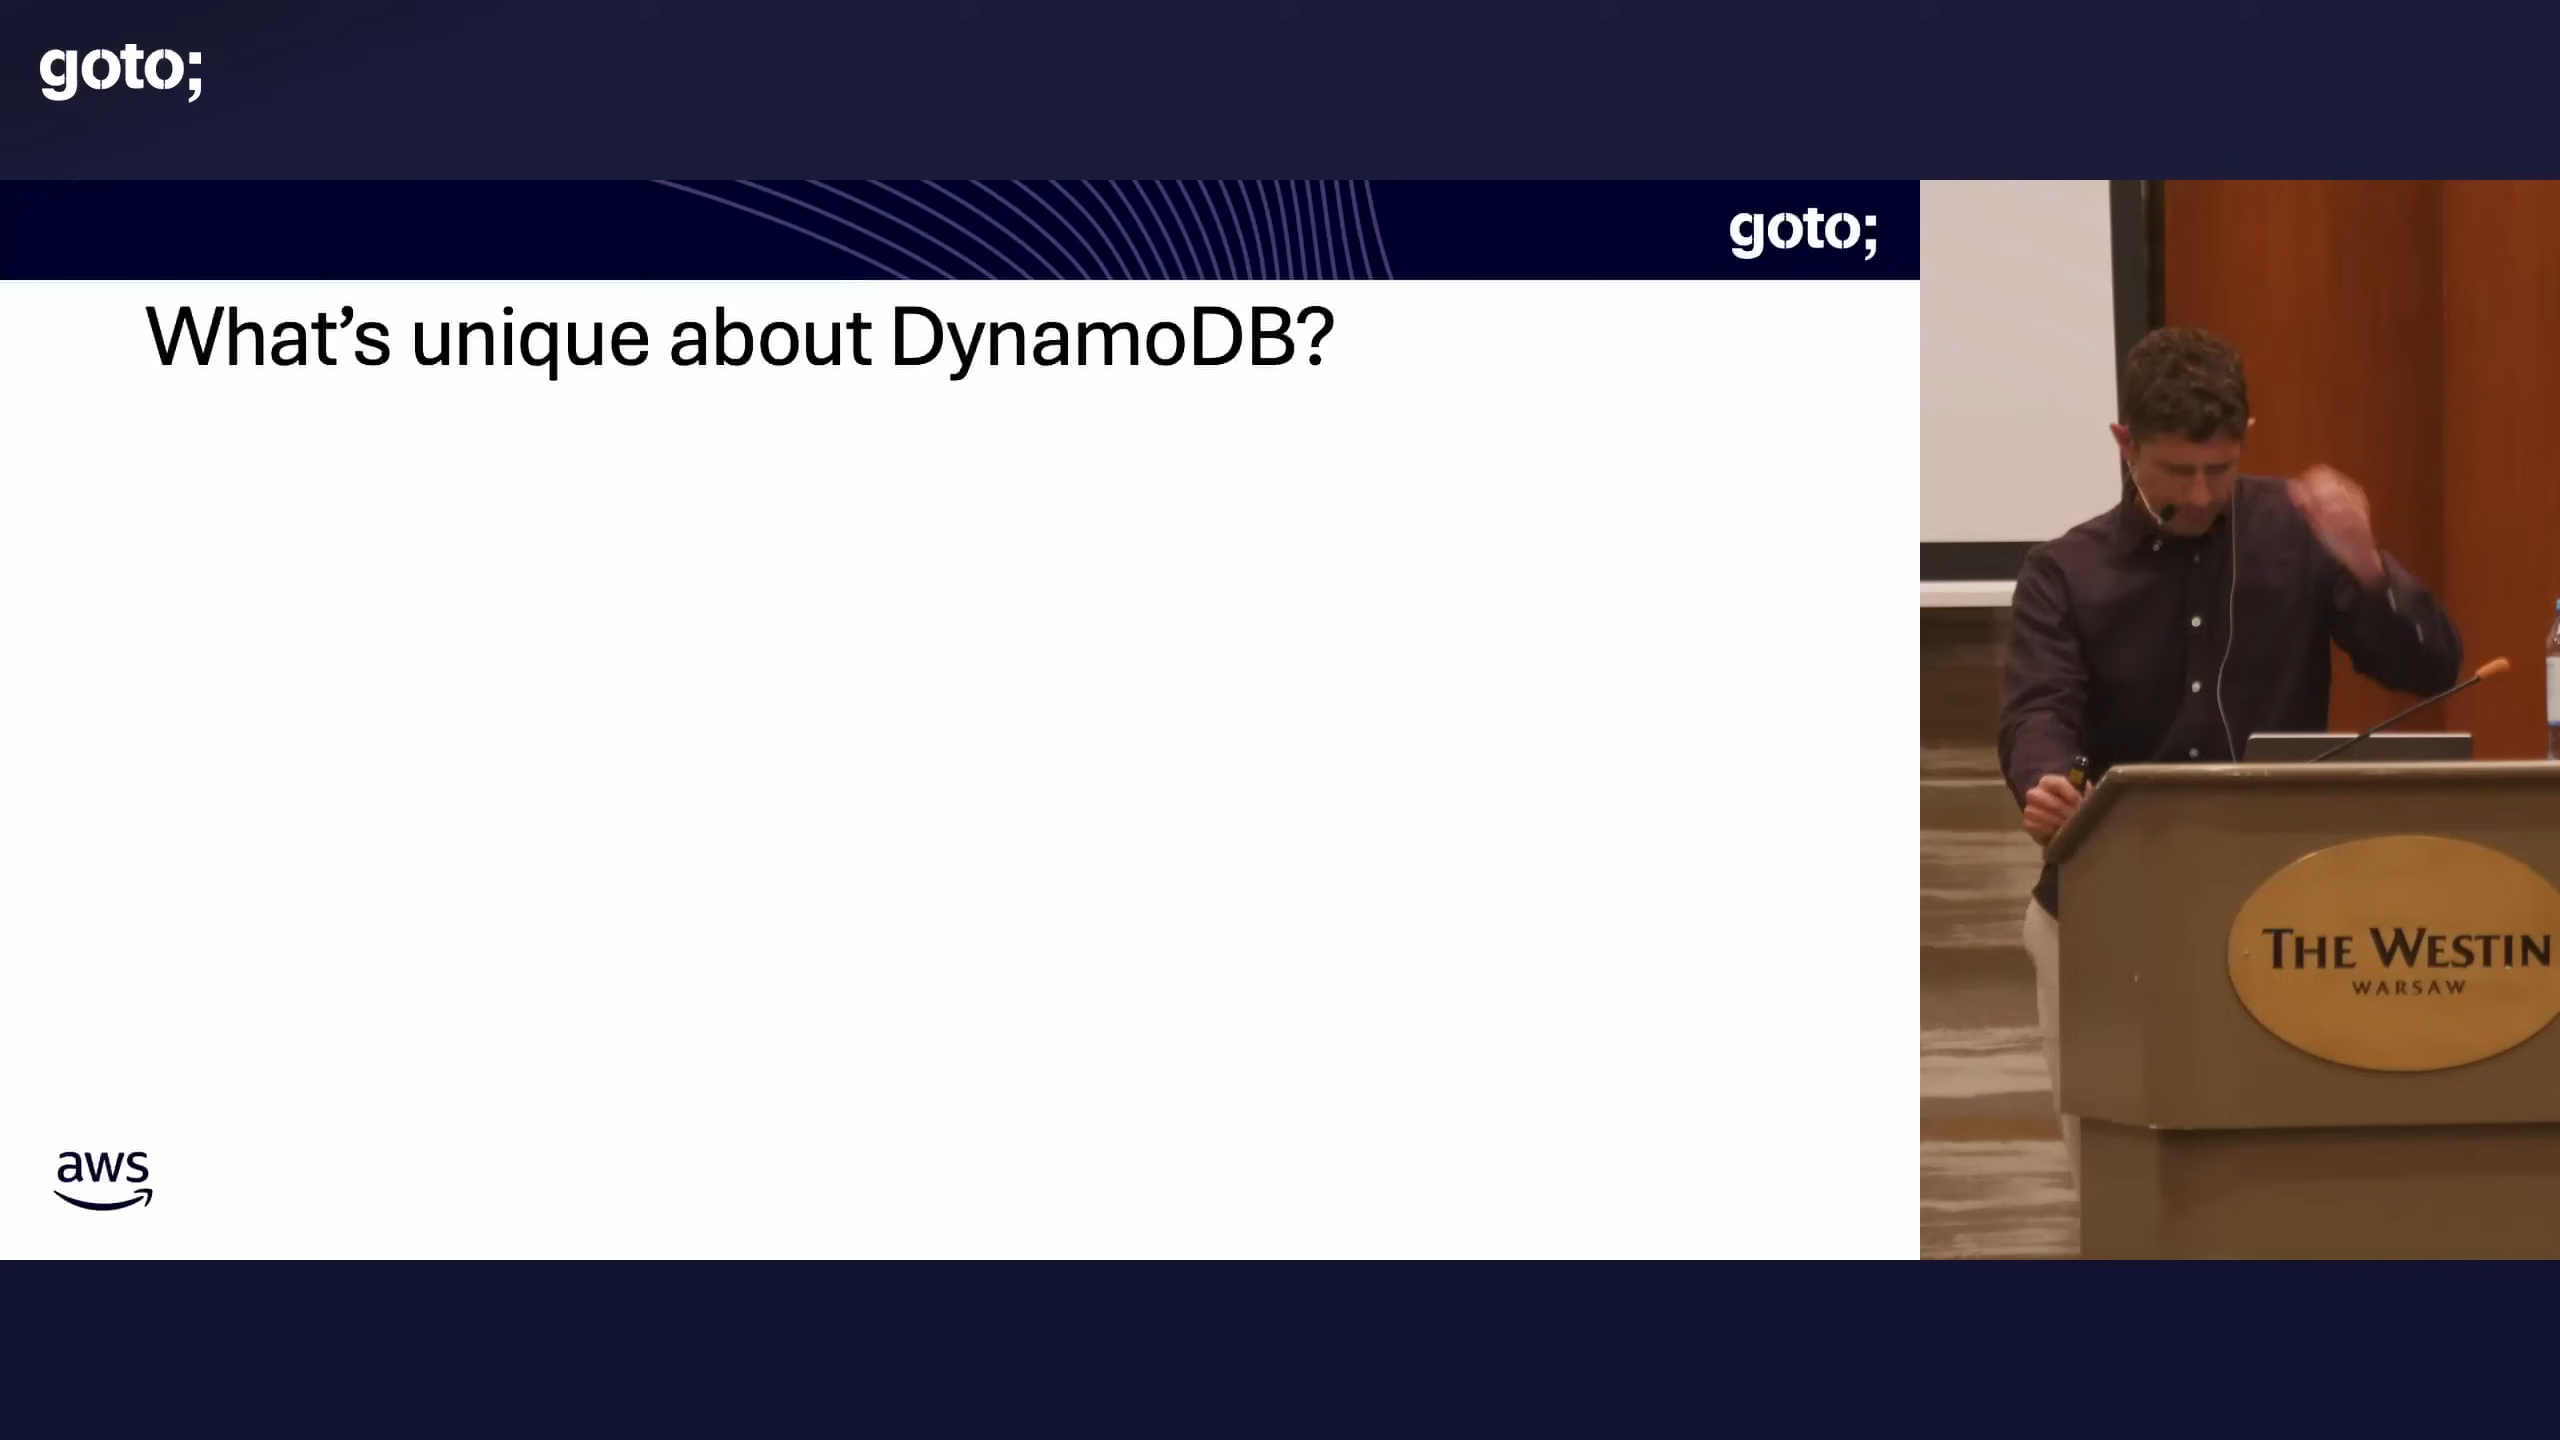 goto;
goto;
What's unique about DynamoDB?
aws
THE WESTIN
WARSAW